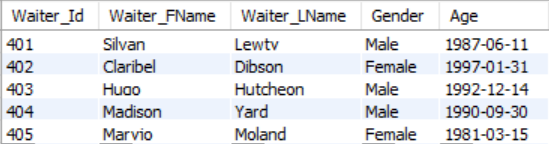 Waiter_Id Waiter_FName Waiter_LName Gender Age
401 Silvan Lewty Male 1987-06-11
402 Claribel Dibson Female 1997-01-31
403 Hugo Hutcheon Male 1992-12-14
404 Madison Yard Male 1990-09-30
405 Marvio Moland Female 1981-03-15